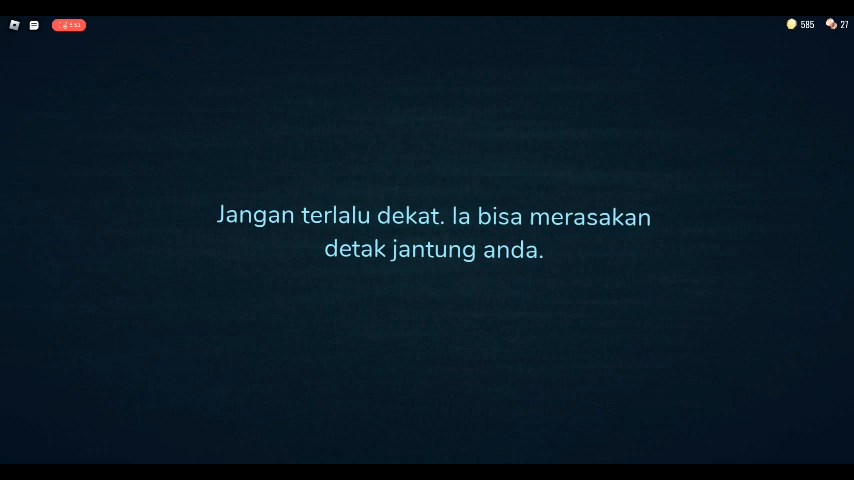 585
27
Jangan terlalu dekat. Ia bisa merasakan
detak jantung anda.